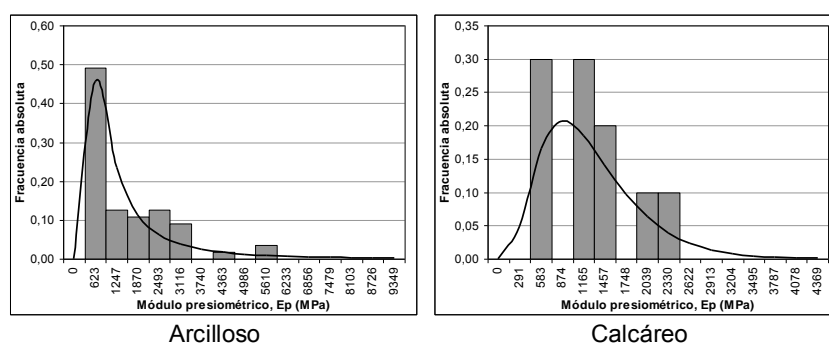 0,60
0,50
0,40
0,30
0,20
0,10
0,00
Fracuencia absoluta
0 623 1247 1870 2493 3116 3740 4363 4986 5610 6233 6856 7479 8103 8726 9349
Módulo presiométrico, Ep (MPa)
Arcilloso
0,35
0,30
0,25
0,20
0,15
0,10
0,05
0,00
Fracuencia absoluta
0 291 583 874 1165 1457 1748 2039 2330 2622 2913 3204 3495 3787 4078 4369
Módulo presiométrico, Ep (MPa)
Calcáreo